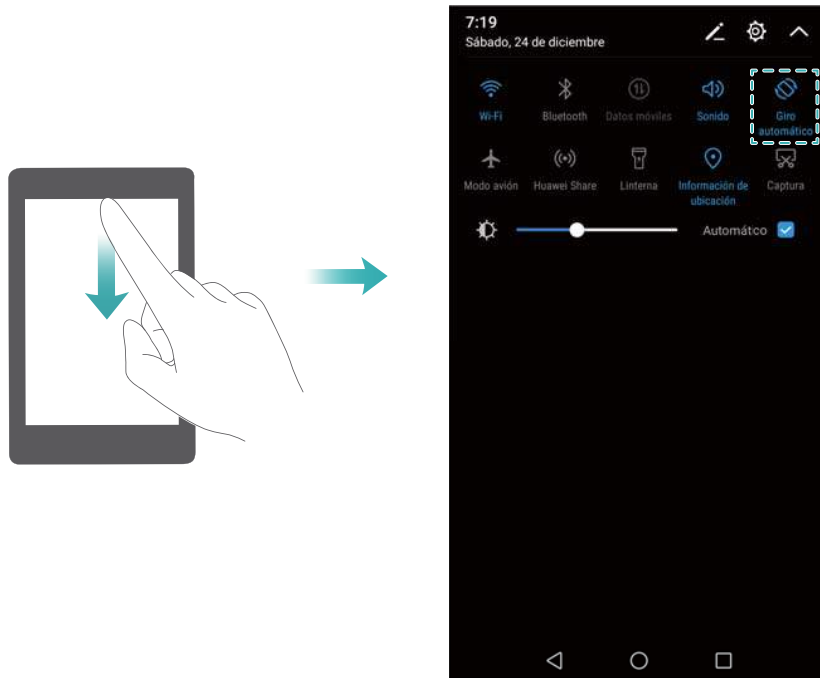 7:19
Sábado, 24 de diciembre
Wi-Fi
Bluetooth
Datos móviles
Sonido
Giro
automático
Modo avión
Huawei Share
Linterna
Información de
ubicación
Captura
Automático